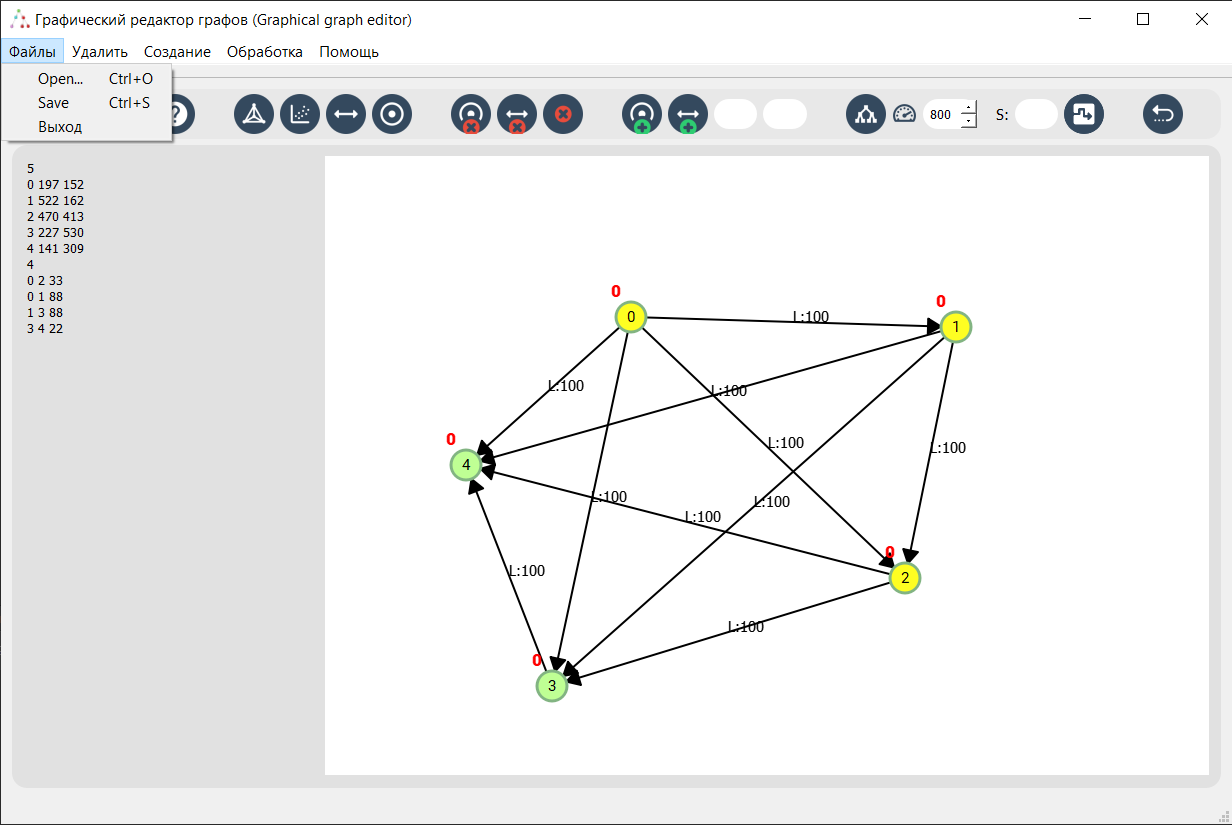 Графический редактор графов (Graphical graph editor)
Файлы Удалить Создание Обработка Помощь
Open... Ctrl+O
Save Ctrl+S
Выход
?
800
S:
5
0 197 152
1 522 162
2 470 413
3 227 530
4 141 309
4
0 2 33
0 1 88
1 3 88
3 4 22
0
0
0
L:100
1
L:100
L:100
0
L:100
L:100
4
L:100
L:100
L:100
0
2
L:100
L:100
0
3